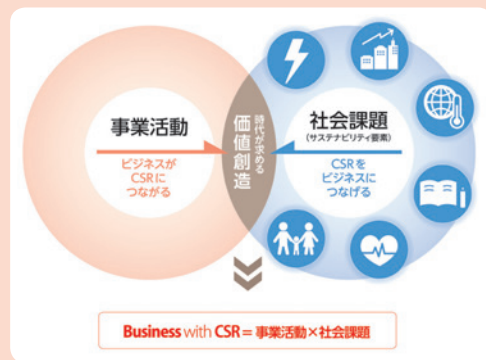 事業活動
ビジネスが
CSRに
つながる
時代が求める
価値創造
社会課題
(サステナビリティ要素)
CSRを
ビジネスに
つなげる
Business with CSR = 事業活動×社会課題